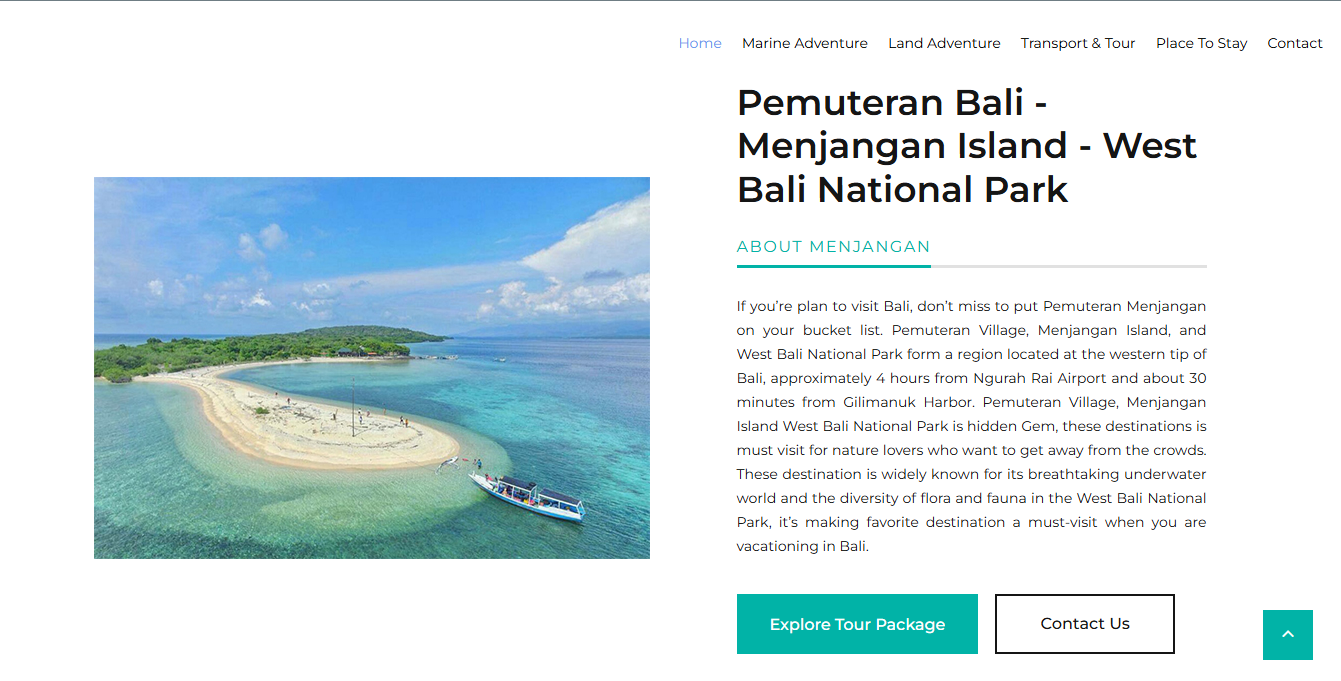 Home Marine Adventure Land Adventure Transport & Tour Place To Stay Contact
Pemuteran Bali -
Menjangan Island - West
Bali National Park
ABOUT MENJANGAN
If you’re plan to visit Bali, don’t miss to put Pemuteran Menjangan
on your bucket list. Pemuteran Village, Menjangan Island, and
West Bali National Park form a region located at the western tip of
Bali, approximately 4 hours from Ngurah Rai Airport and about 30
minutes from Gilimanuk Harbor. Pemuteran Village, Menjangan
Island West Bali National Park is hidden Gem, these destinations is
must visit for nature lovers who want to get away from the crowds.
These destination is widely known for its breathtaking underwater
world and the diversity of flora and fauna in the West Bali National
Park, it’s making favorite destination a must-visit when you are
vacationing in Bali.
Explore Tour Package
Contact Us